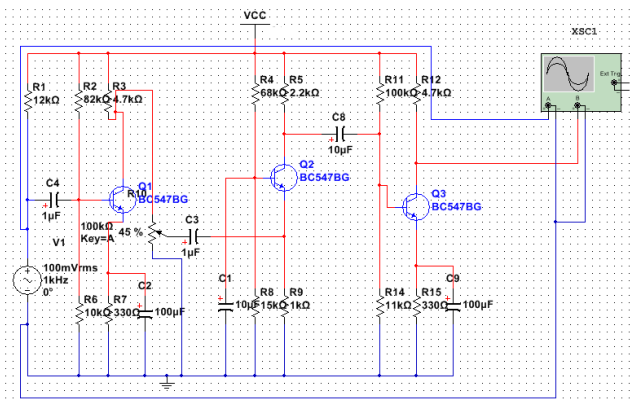 VCC
XSC1
Ext Trig
A
B
R1
12kΩ
R2
82kΩ
R3
4.7kΩ
R4
68kΩ
R5
2.2kΩ
R11
100kΩ
R12
4.7kΩ
C8
10µF
Q2
BC547BG
C4
1µF
Q1
BC547BG
R10
Q3
BC547BG
100kΩ
Key=A
45 %
C3
1µF
V1
100mVrms
1kHz
0°
R6
10kΩ
R7
330Ω
C2
100µF
C1
10µF
R8
15kΩ
R9
1kΩ
R14
11kΩ
R15
330Ω
C9
100µF